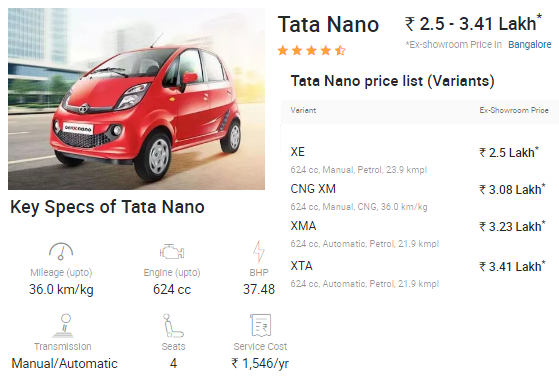 Tata Nano
₹ 2.5 - 3.41 Lakh*
*Ex-showroom Price in Bangalore
Tata Nano price list (Variants)
Variant Ex-Showroom Price
XE ₹ 2.5 Lakh*
624 cc, Manual, Petrol, 23.9 kmpl
CNG XM ₹ 3.08 Lakh*
624 cc, Manual, CNG, 36.0 km/kg
XMA ₹ 3.23 Lakh*
624 cc, Automatic, Petrol, 21.9 kmpl
XTA ₹ 3.41 Lakh*
624 cc, Automatic, Petrol, 21.9 kmpl
Key Specs of Tata Nano
Mileage (upto) Engine (upto) BHP
36.0 km/kg 624 cc 37.48
Transmission Seats Service Cost
Manual/Automatic 4 ₹ 1,546/yr